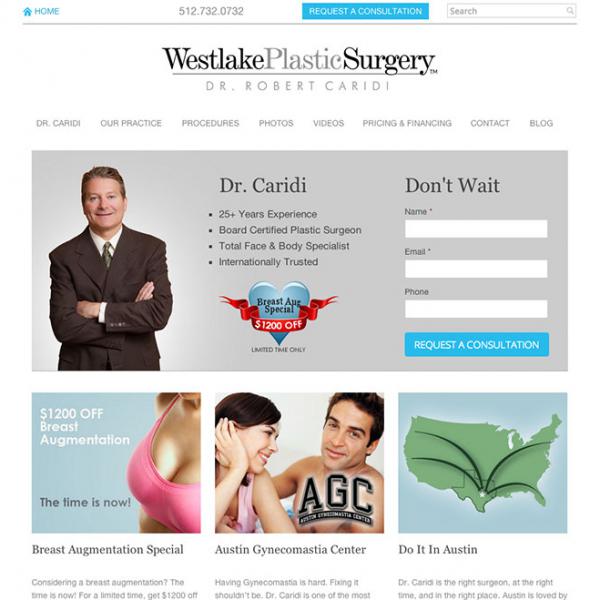 HOME
512.732.0732
REQUEST A CONSULTATION
Search
WestlakePlasticSurgery™
DR. ROBERT CARIDI
DR. CARIDI
OUR PRACTICE
PROCEDURES
PHOTOS
VIDEOS
PRICING & FINANCING
CONTACT
BLOG
Dr. Caridi
25+ Years Experience
Board Certified Plastic Surgeon
Total Face & Body Specialist
Internationally Trusted
Breast Aug
Special
$1200 OFF
LIMITED TIME ONLY
Don't Wait
Name *
Email *
Phone
REQUEST A CONSULTATION
$1200 OFF
Breast
Augmentation
The time is now!
AGC
AUSTIN GYNECOMASTIA CENTER
Breast Augmentation Special
Austin Gynecomastia Center
Do It In Austin
Considering a breast augmentation? The
time is now! For a limited time, get $1200 off
Having Gynecomastia is hard. Fixing it
shouldn't be. Dr. Caridi is one of the most
Dr. Caridi is the right surgeon, at the right
time, and in the right place. Austin is loved by